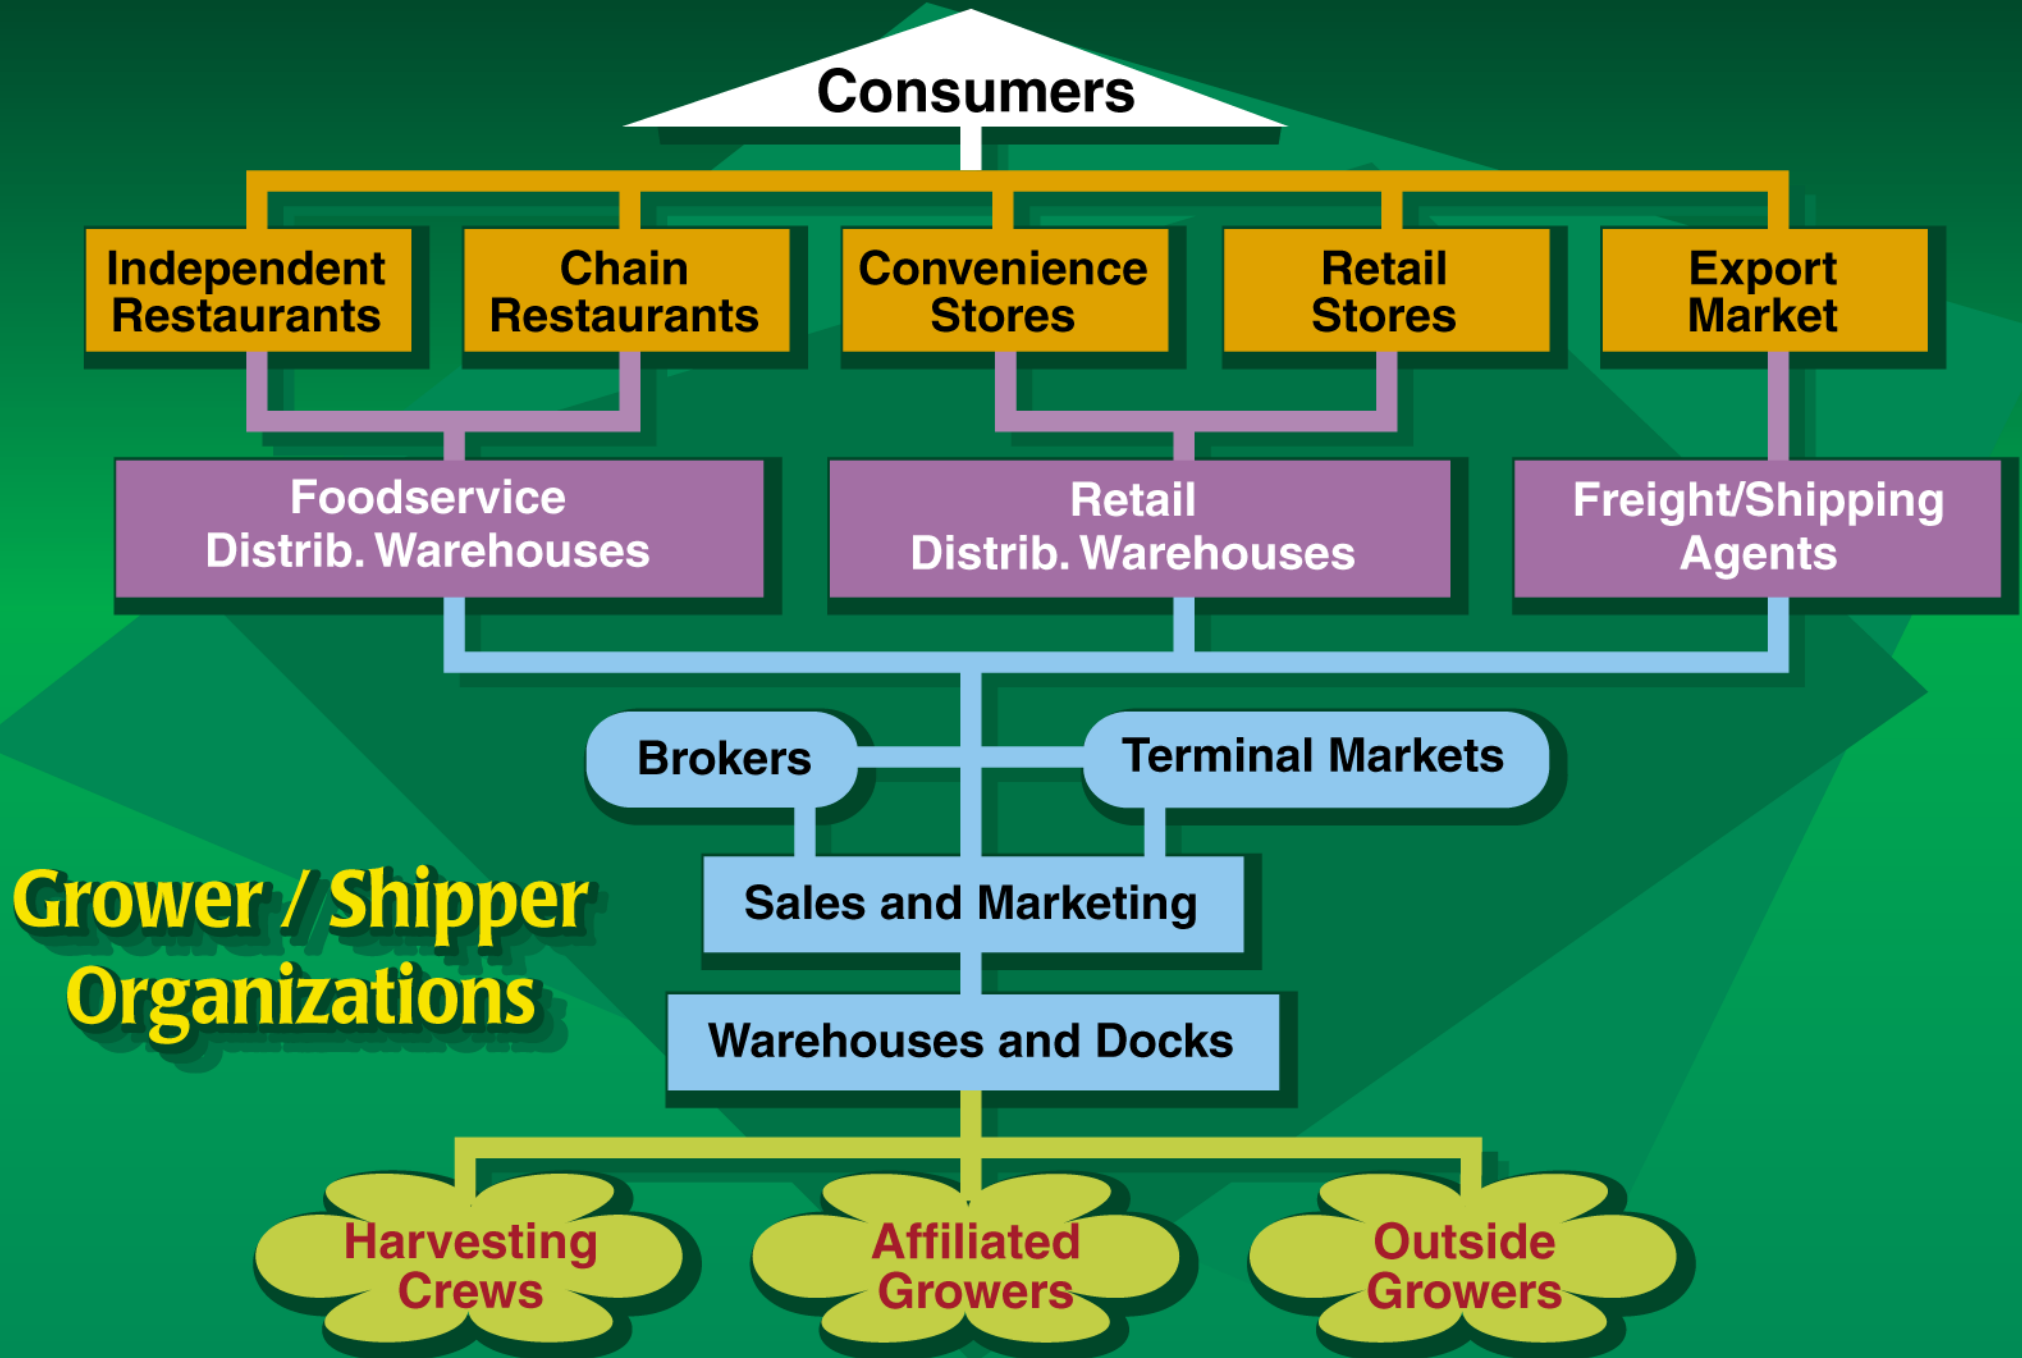 Consumers
Independent
Restaurants
Chain
Restaurants
Convenience
Stores
Retail
Stores
Export
Market
Foodservice
Distrib. Warehouses
Retail
Distrib. Warehouses
Freight/Shipping
Agents
Brokers
Terminal Markets
Sales and Marketing
Grower / Shipper
Organizations
Warehouses and Docks
Harvesting
Crews
Affiliated
Growers
Outside
Growers